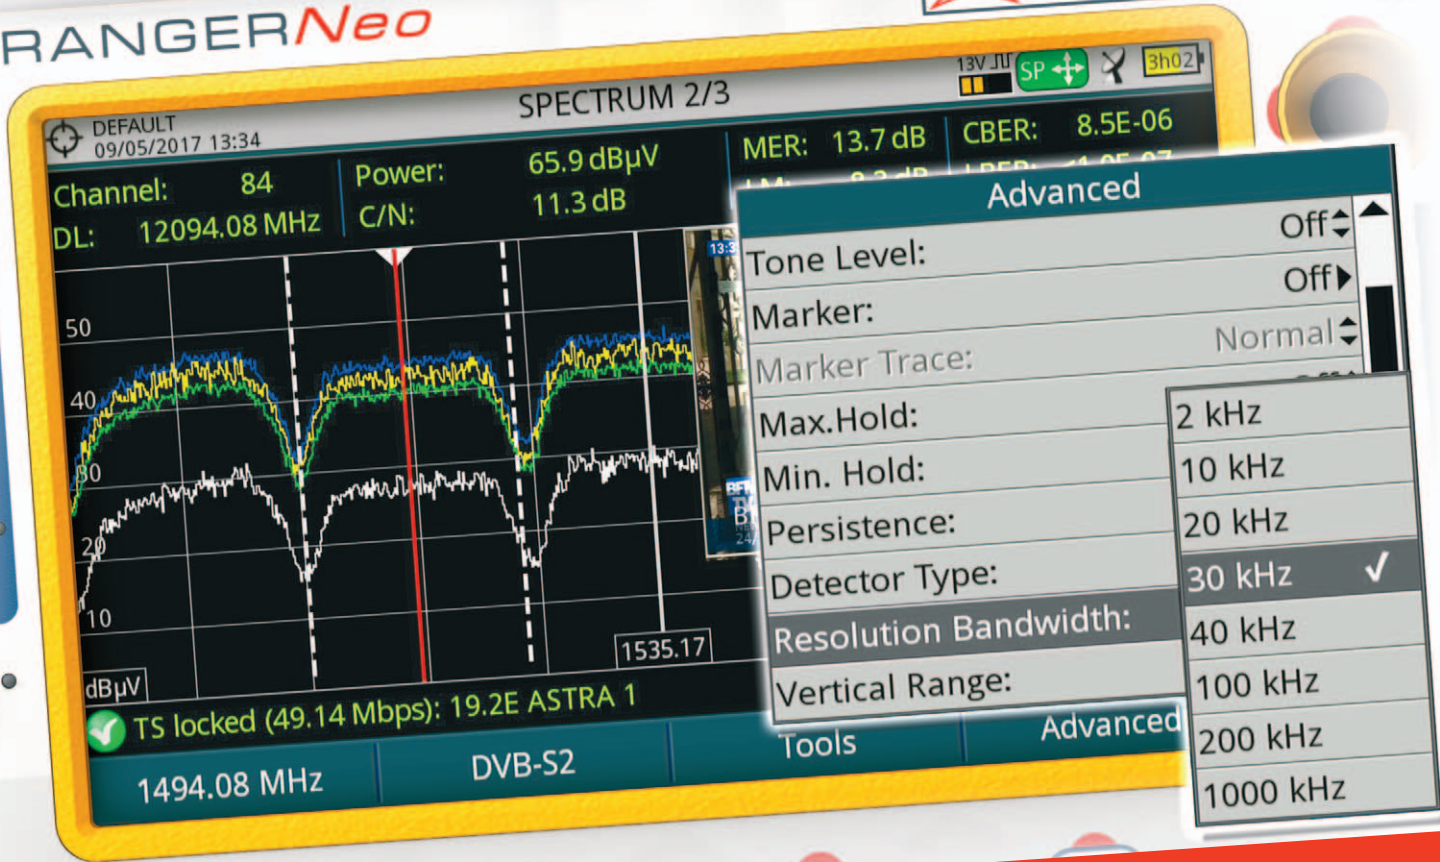 RANGERNeo
DEFAULT
09/05/2017 13:34
SPECTRUM 2/3
13V
SP
3h02
Channel: 84
DL: 12094.08 MHz
Power: 65.9 dBµV
C/N: 11.3 dB
MER: 13.7 dB
CBER: 8.5E-06
50
40
30
20
10
dBµV
1535.17
TS locked (49.14 Mbps): 19.2E ASTRA 1
1494.08 MHz
DVB-S2
Tools
Advanced
Advanced
Tone Level: Off
Marker: Off
Marker Trace: Normal
Max.Hold:
Min. Hold:
Persistence:
Detector Type:
Resolution Bandwidth:
Vertical Range:
2 kHz
10 kHz
20 kHz
30 kHz
40 kHz
100 kHz
200 kHz
1000 kHz